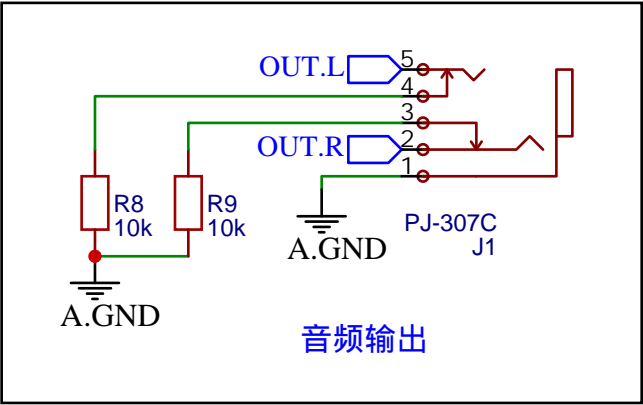 OUT.L
5
4
3
OUT.R
2
1
R8
10k
R9
10k
PJ-307C
J1
A.GND
A.GND
音频输出